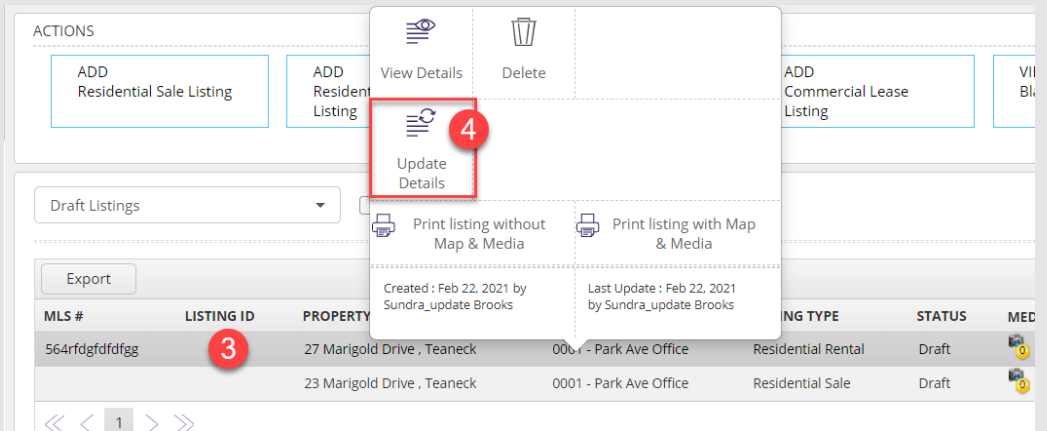 ACTIONS
ADD
Residential Sale Listing
ADD
Resident
Listing
ADD
Commercial Lease
Listing
View Details
Delete
Update
Details
4
Print listing without
Map & Media
Print listing with Map
& Media
Created : Feb 22, 2021 by
Sundra_update Brooks
Last Update : Feb 22, 2021
by Sundra_update Brooks
Draft Listings
Export
MLS # LISTING ID PROPERTY NG TYPE STATUS MED
564rfdgfdfdfgg 3 27 Marigold Drive , Teaneck 0001 - Park Ave Office Residential Rental Draft 0
23 Marigold Drive , Teaneck 0001 - Park Ave Office Residential Sale Draft 0
1